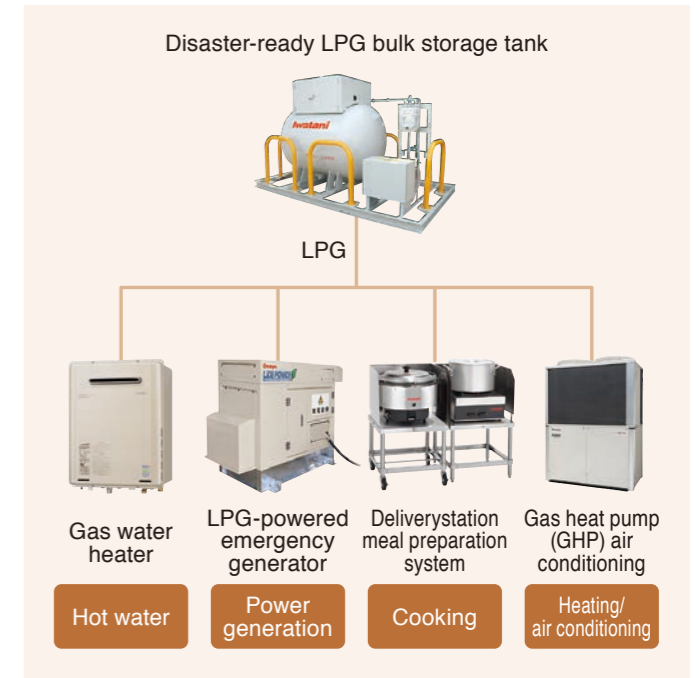 Disaster-ready LPG bulk storage tank
Iwatani
LPG
Gas water
heater
LPG-powered
emergency
generator
Deliverystation
meal preparation
system
Gas heat pump
(GHP) air
conditioning
Hot water
Power
generation
Cooking
Heating/
air conditioning